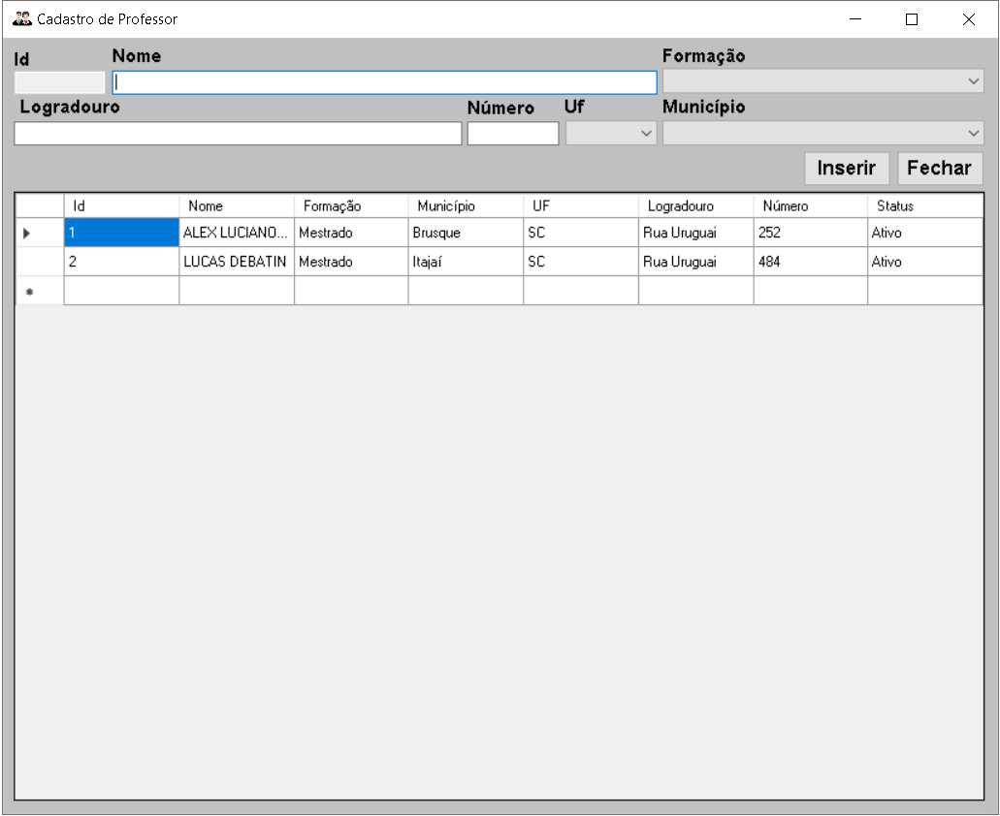 Cadastro de Professor
Id Nome Formação
Logradouro Número Uf Município
Inserir Fechar
Id Nome Formação Município UF Logradouro Número Status
1 ALEX LUCIANO... Mestrado Brusque SC Rua Uruguai 252 Ativo
2 LUCAS DEBATIN Mestrado Itajaí SC Rua Uruguai 484 Ativo